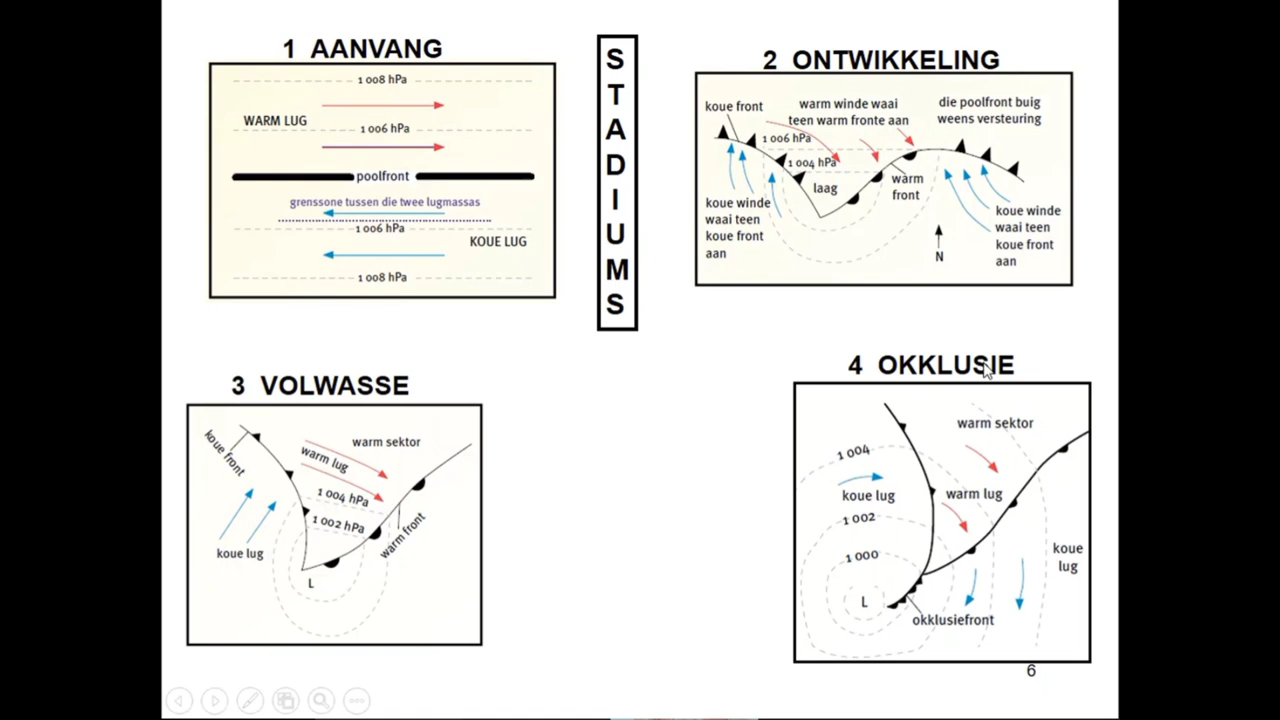 1 AANVANG
1 008 hPa
WARM LUG
1 006 hPa
poolfront
grenssone tussen die twee lugmassas
1 006 hPa
KOUE LUG
1 008 hPa
STADIUMS
2 ONTWIKKELING
koue front
warm winde waai
teen warm fronte aan
die poolfront buig
weens versteuring
1 006 hPa
1 004 hPa
laag
warm
front
koue winde
waai teen
koue front
aan
koue winde
waai teen
koue front
aan
N
3 VOLWASSE
koue front
warm sektor
warm lug
1 004 hPa
1 002 hPa
warm front
koue lug
L
4 OKKLUSIE
warm sektor
1 004
koue lug
warm lug
1 002
1 000
koue
lug
L
okklusiefront
6